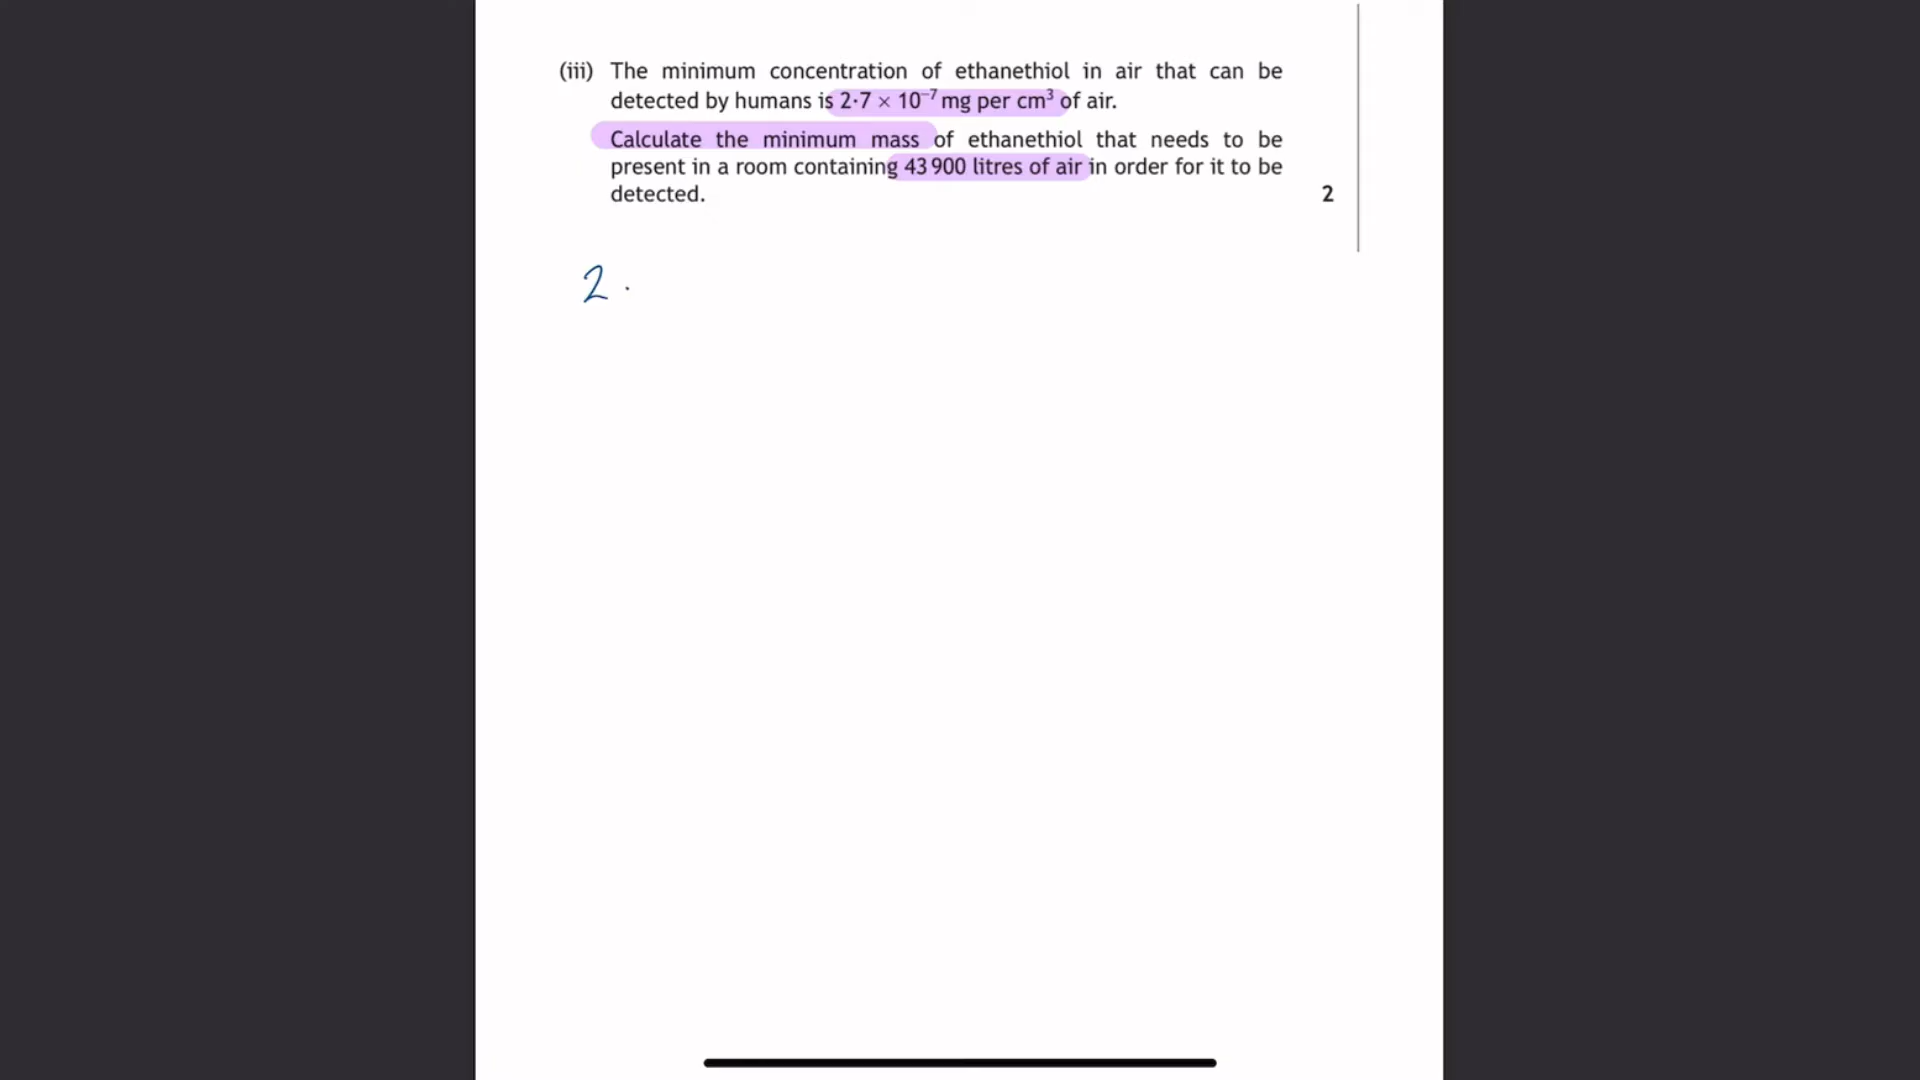 (iii) The minimum concentration of ethanethiol in air that can be
detected by humans is 2·7 × 10⁻⁷ mg per cm³ of air.
Calculate the minimum mass of ethanethiol that needs to be
present in a room containing 43 900 litres of air in order for it to be
detected.
2
2 ·